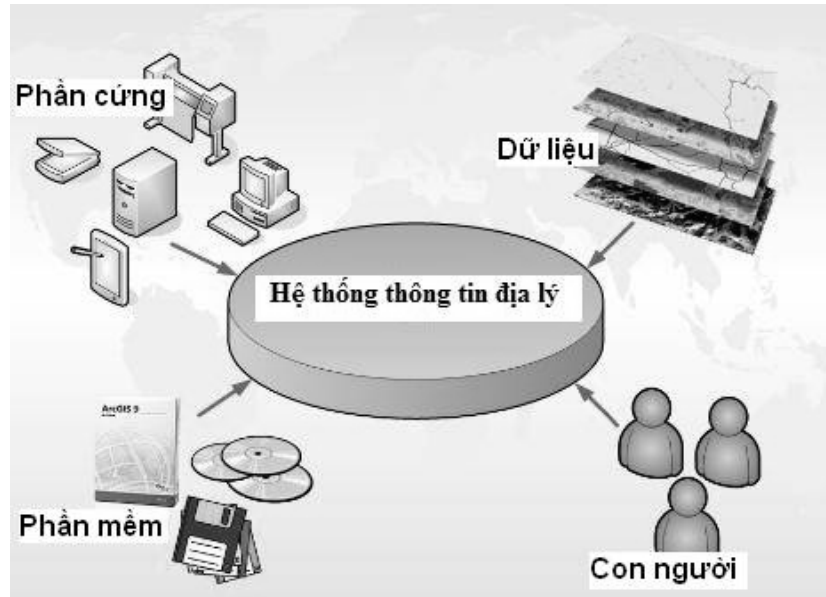 Phần cứng
Dữ liệu
Hệ thống thông tin địa lý
ArcGIS 9
Phần mềm
Con người